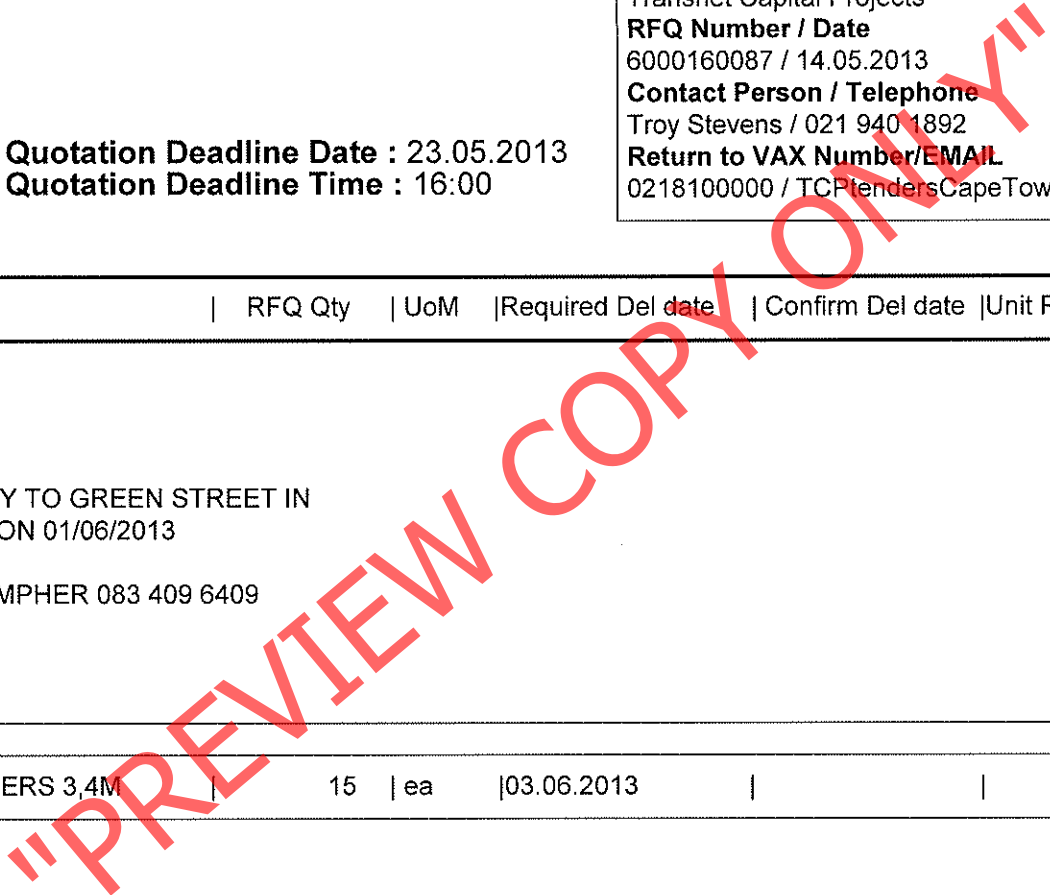 Transnet Capital Projects
RFQ Number / Date
6000160087 / 14.05.2013
Contact Person / Telephone
Troy Stevens / 021 940 1892
Return to VAX Number/EMAIL
0218100000 / TCPtendersCapeTow
Quotation Deadline Date : 23.05.2013
Quotation Deadline Time : 16:00
| RFQ Qty | UoM |Required Del date | Confirm Del date |Unit
Y TO GREEN STREET IN
ON 01/06/2013
MPHER 083 409 6409
ERS 3,4M | 15 | ea |03.06.2013 | |
"PREVIEW COPY ONLY"